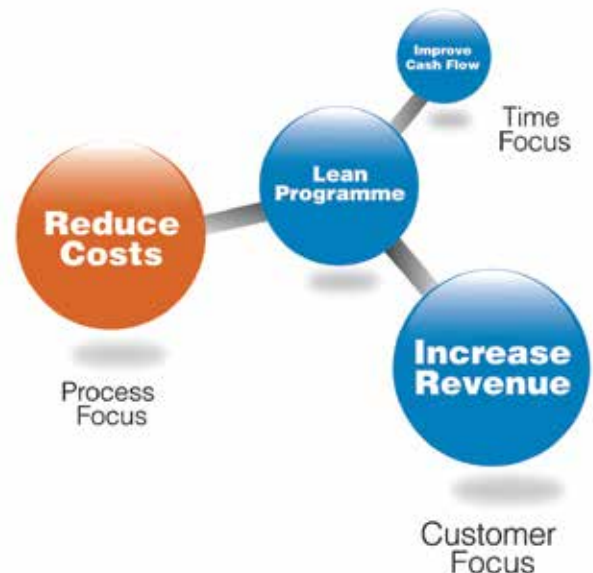 Improve
Cash Flow
Time
Focus
Lean
Programme
Reduce
Costs
Process
Focus
Increase
Revenue
Customer
Focus